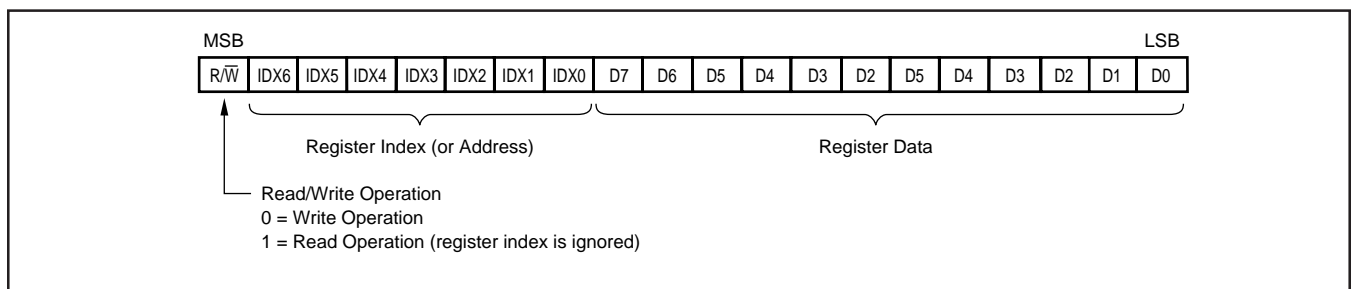 MSB LSB
R/W̅ IDX6 IDX5 IDX4 IDX3 IDX2 IDX1 IDX0 D7 D6 D5 D4 D3 D2 D5 D4 D3 D2 D1 D0
Register Index (or Address) Register Data
Read/Write Operation
0 = Write Operation
1 = Read Operation (register index is ignored)